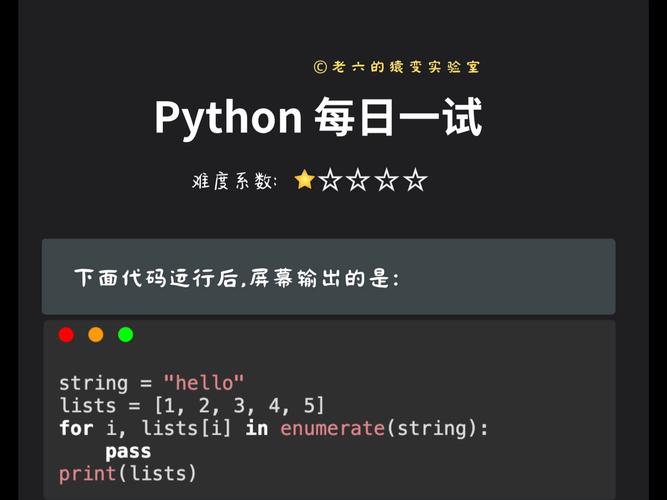 ©老六的猿变实验室
Python 每日一试
难度系数: ⭐☆☆☆☆
下面代码运行后,屏幕输出的是:
string = "hello"
lists = [1, 2, 3, 4, 5]
for i, lists[i] in enumerate(string):
    pass
print(lists)